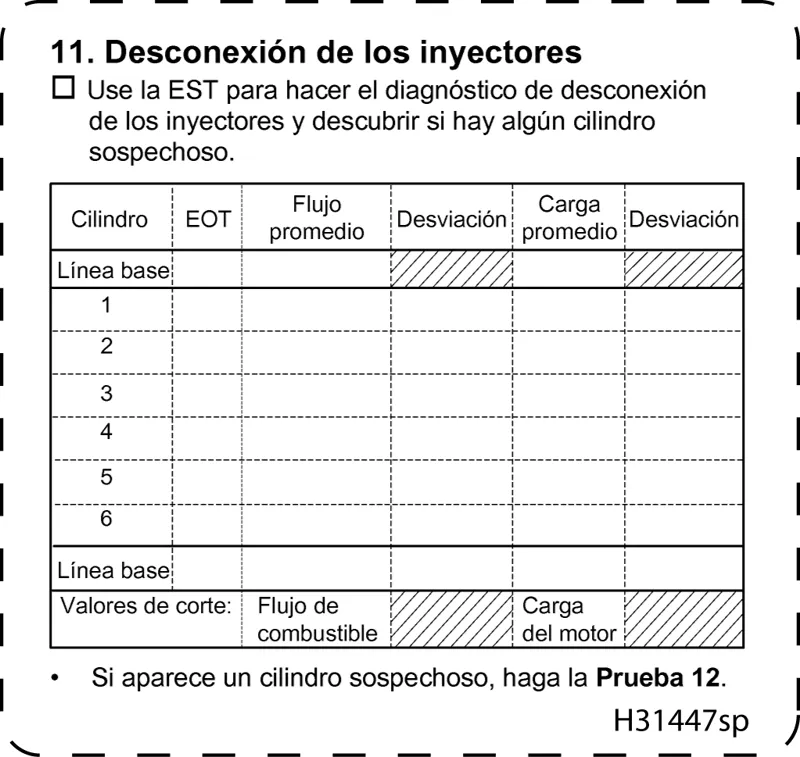 11. Desconexión de los inyectores
Use la EST para hacer el diagnóstico de desconexión
de los inyectores y descubrir si hay algún cilindro
sospechoso.
Cilindro EOT Flujo promedio Desviación Carga promedio Desviación
Línea base
1
2
3
4
5
6
Línea base
Valores de corte: Flujo de combustible Carga del motor
• Si aparece un cilindro sospechoso, haga la Prueba 12.
H31447sp